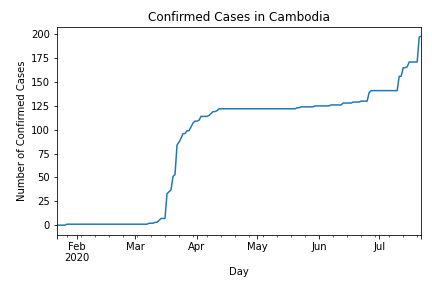 Confirmed Cases in Cambodia
Number of Confirmed Cases
200
175
150
125
100
75
50
25
0
Feb Mar Apr May Jun Jul
2020
Day